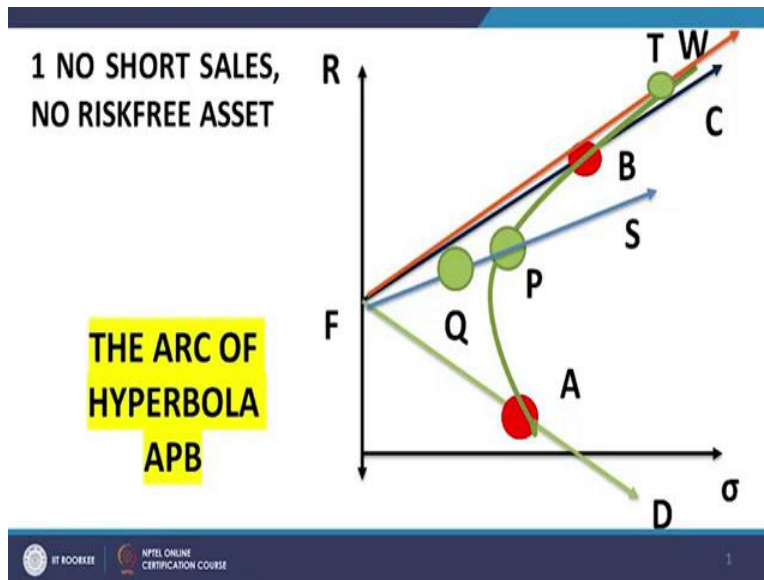 1 NO SHORT SALES,
NO RISKFREE ASSET
R
T W
C
B
S
P
F
Q
THE ARC OF
HYPERBOLA
APB
A
σ
D
IIT ROORKEE
NPTEL ONLINE
CERTIFICATION COURSE
1